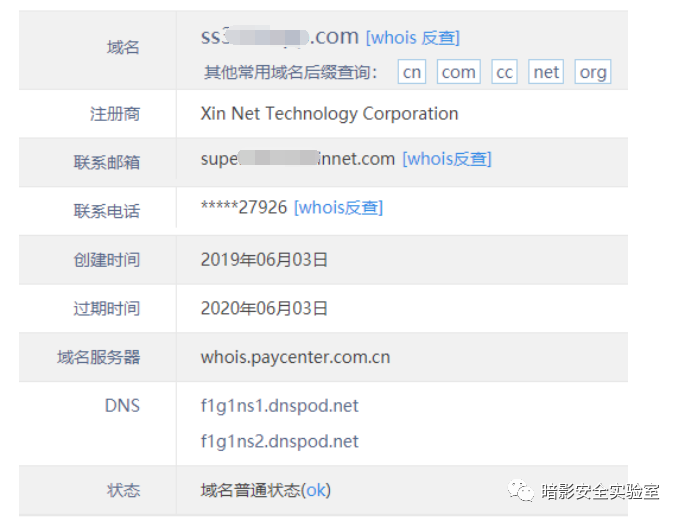 域名
ss3 .com [whois 反查]
其他常用域名后缀查询： cn com cc net org
注册商 Xin Net Technology Corporation
联系邮箱 supe innet.com [whois反查]
联系电话 *****27926 [whois反查]
创建时间 2019年06月03日
过期时间 2020年06月03日
域名服务器 whois.paycenter.com.cn
DNS f1g1ns1.dnspod.net
f1g1ns2.dnspod.net
状态 域名普通状态(ok)
暗影安全实验室